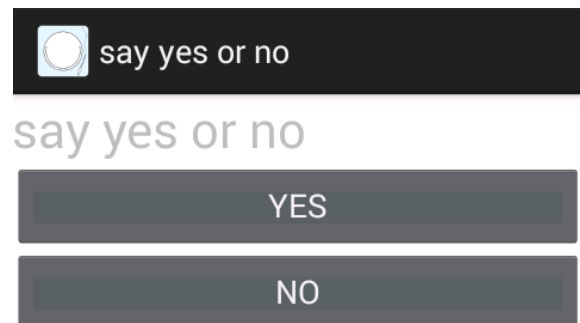 say yes or no
say yes or no
YES
NO